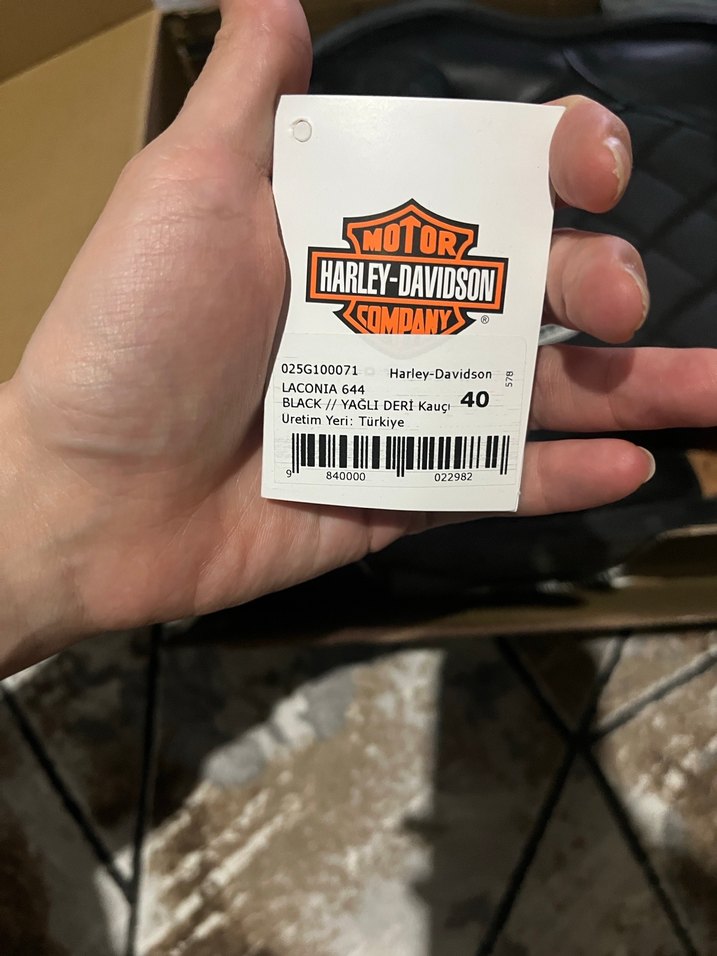 MOTOR
HARLEY-DAVIDSON
COMPANY
®
025G100071 Harley-Davidson 578
LACONIA 644
BLACK // YAĞLI DERİ Kauçı 40
Üretim Yeri: Türkiye
9 840000 022982